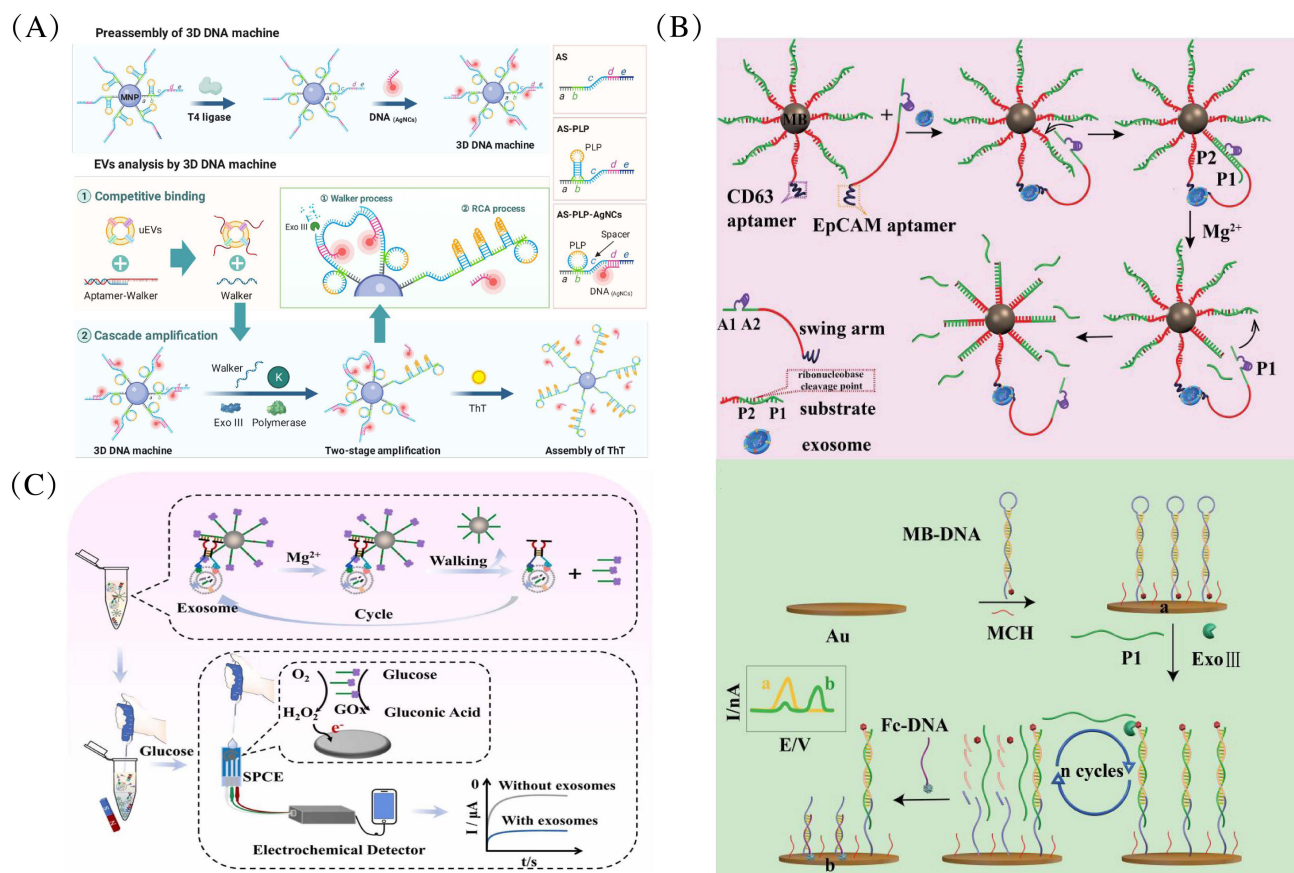 (A)
Preassembly of 3D DNA machine
MNP
a
b
c
d
e
T4 ligase
a
b
c
d
e
DNA (AgNCs)
a
b
c
d
e
3D DNA machine
AS
a
b
c
d
e
AS-PLP
PLP
a
b
c
d
e
AS-PLP-AgNCs
PLP
Spacer
a
b
c
d
e
DNA (AgNCs)
EVs analysis by 3D DNA machine
① Competitive binding
uEVs
Aptamer-Walker
Walker
① Walker process
② RCA process
Exo III
② Cascade amplification
Walker
K
Exo III
Polymerase
ThT
3D DNA machine
Two-stage amplification
Assembly of ThT
(B)
MB
+
CD63
aptamer
EpCAM aptamer
P2
P1
Mg²⁺
A1 A2
swing arm
ribonucleobase
cleavage point
P2
P1
substrate
exosome
P1
MB-DNA
Au
MCH
a
P1
Exo III
I/nA
a
b
E/V
Fc-DNA
n cycles
b
(C)
Exosome
Mg²⁺
Walking
+
Cycle
Glucose
O₂
Glucose
H₂O₂
GOx
Gluconic Acid
e⁻
SPCE
Electrochemical Detector
0
I / μA
Without exosomes
With exosomes
t/s